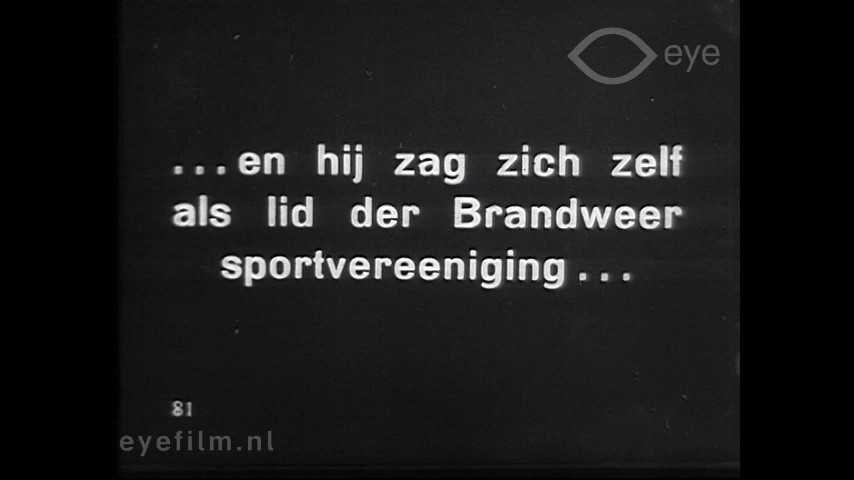 eye
...en hij zag zich zelf
als lid der Brandweer
sportvereeniging...
81
eyefilm.nl